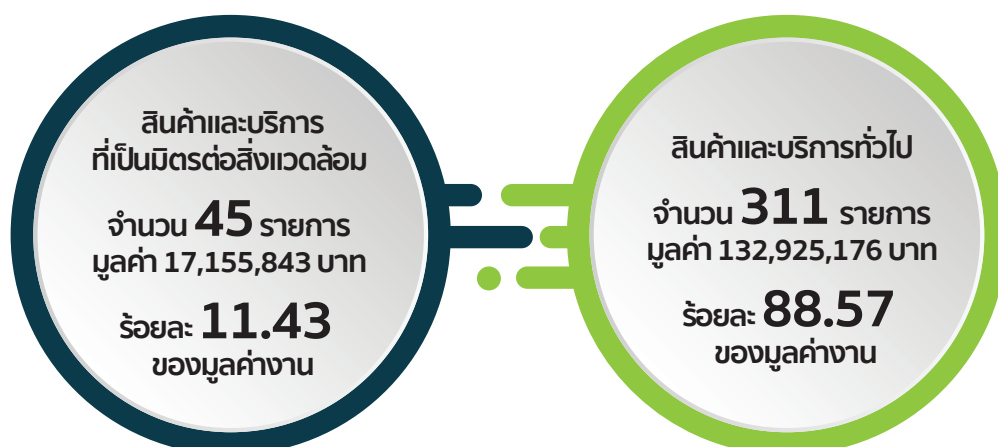 สินค้าและบริการ
ที่เป็นมิตรต่อสิ่งแวดล้อม
จำนวน 45 รายการ
มูลค่า 17,155,843 บาท
ร้อยละ 11.43
ของมูลค่างาน
สินค้าและบริการทั่วไป
จำนวน 311 รายการ
มูลค่า 132,925,176 บาท
ร้อยละ 88.57
ของมูลค่างาน